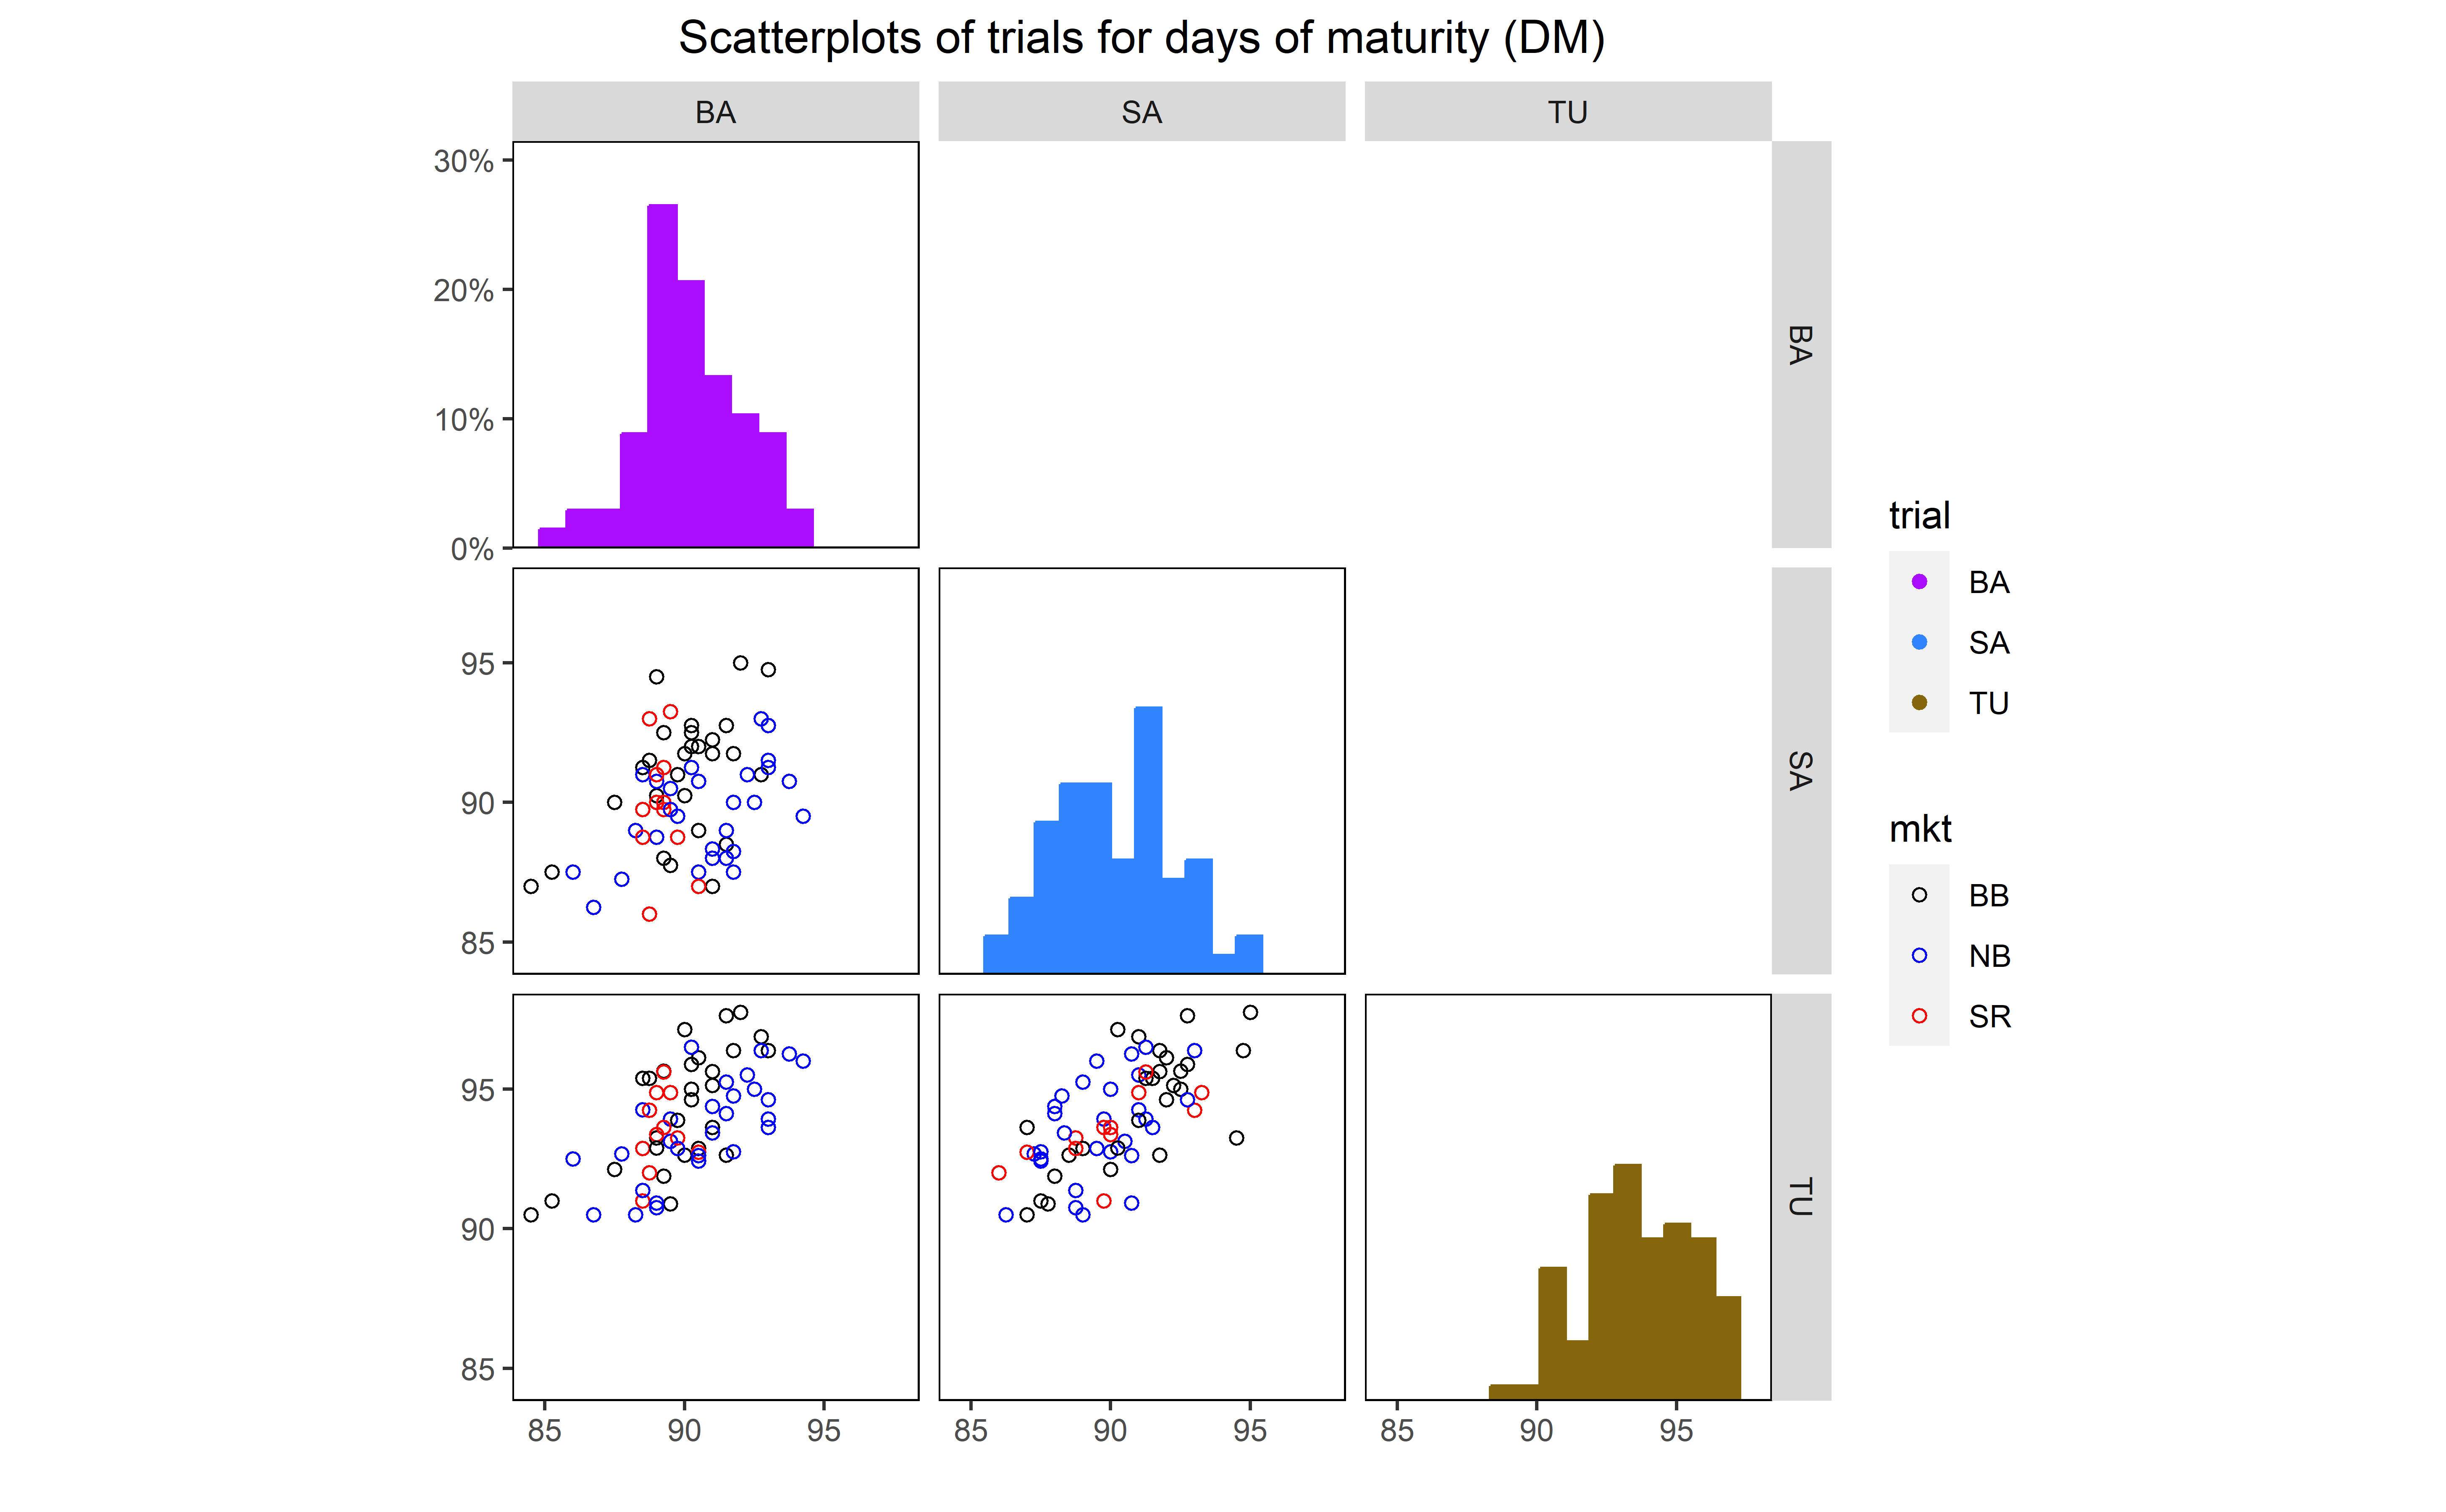 Scatterplots of trials for days of maturity (DM)
BA
SA
TU
30%
20%
10%
0%
BA
95
90
85
SA
95
90
85
TU
85
90
95
85
90
95
85
90
95
trial
BA
SA
TU
mkt
BB
NB
SR